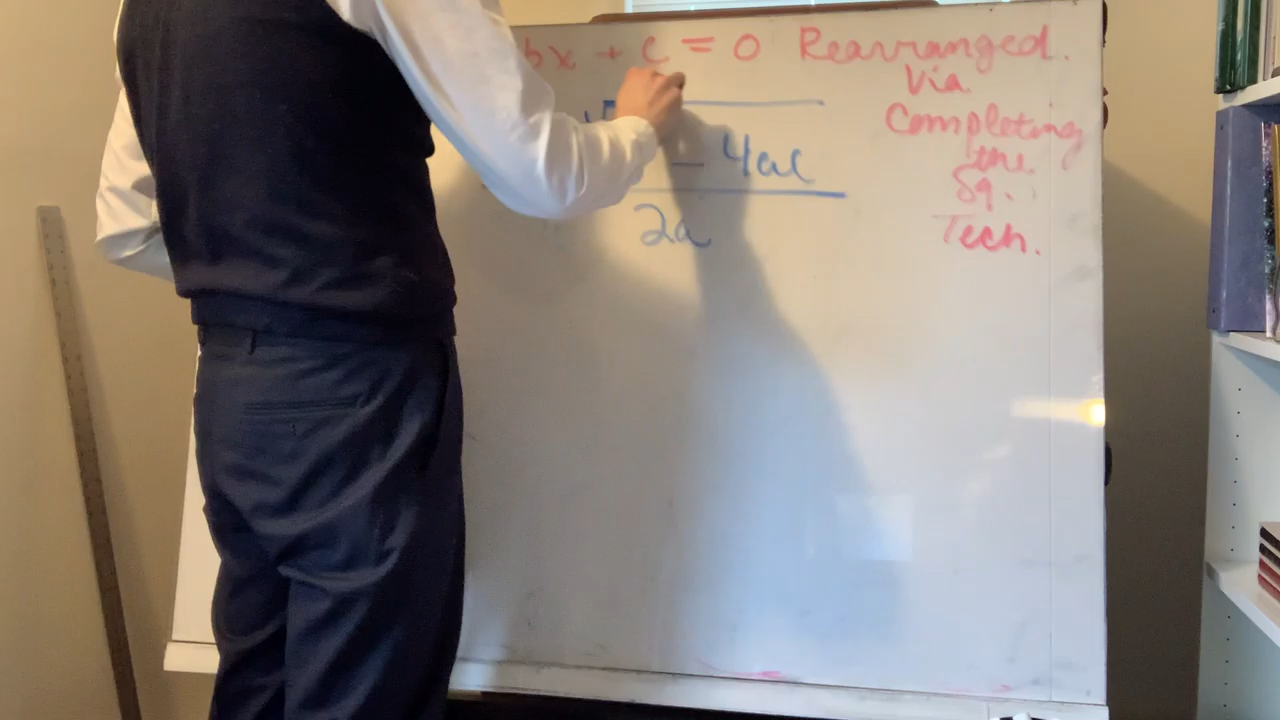 bx + c = 0 Rearranged.
Via
Completing
the
Sq.
Tech.
√ - 4ac
2a